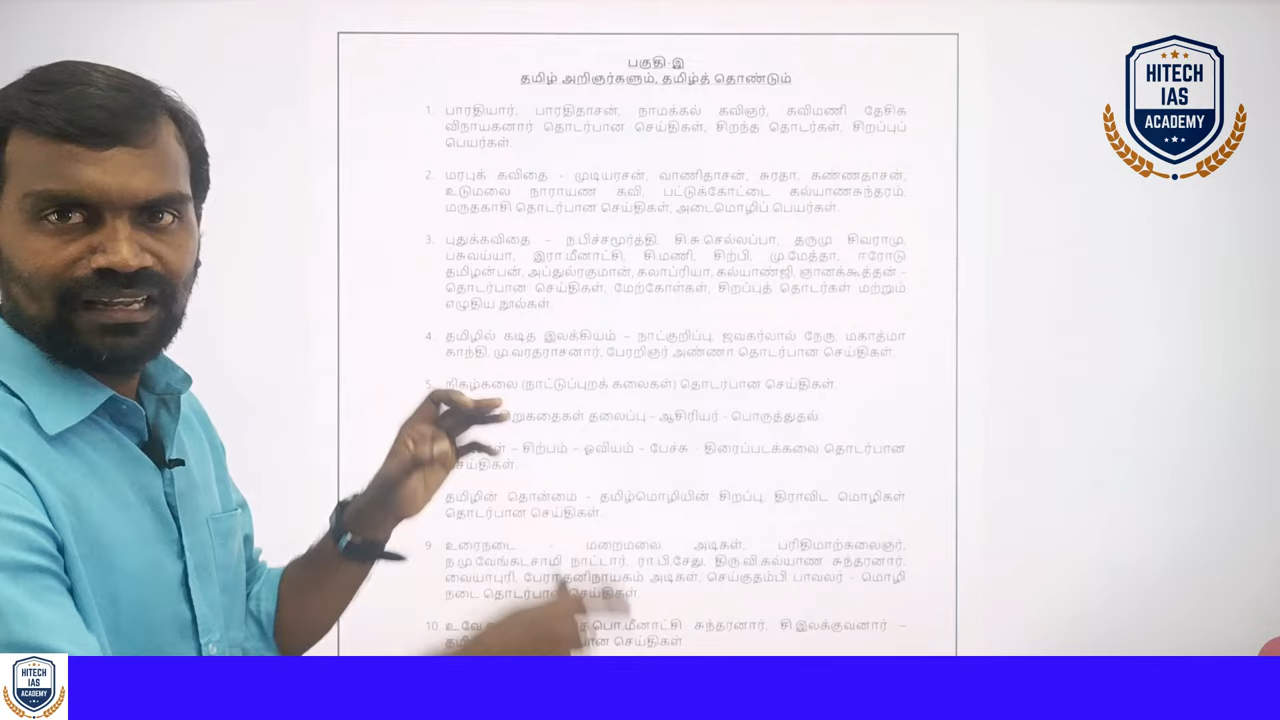 பகுதி-இ
தமிழ் அறிஞர்களும், தமிழ்த் தொண்டும்
1. பாரதியார், பாரதிதாசன், நாமக்கல் கவிஞர், கவிமணி தேசிக
விநாயகனார் தொடர்பான செய்திகள், சிறந்த தொடர்கள், சிறப்புப்
பெயர்கள்.
2. மரபுக் கவிதை - முடியரசன், வாணிதாசன், சுரதா, கண்ணதாசன்,
உடுமலை நாராயண கவி, பட்டுக்கோட்டை கல்யாணசுந்தரம்,
மருதகாசி தொடர்பான செய்திகள், அடைமொழிப் பெயர்கள்.
3. புதுக்கவிதை – ந.பிச்சமூர்த்தி, சி.சு.செல்லப்பா, தருமு சிவராமு,
பசுவய்யா, இரா.மீனாட்சி, சி.மணி, சிற்பி, மு.மேத்தா, ஈரோடு
தமிழன்பன், அப்துல்ரகுமான், கலாப்ரியா, கல்யாண்ஜி, ஞானக்கூத்தன் –
தொடர்பான செய்திகள், மேற்கோள்கள், சிறப்புத் தொடர்கள் மற்றும்
எழுதிய நூல்கள்.
4. தமிழில் கடித இலக்கியம் – நாட்குறிப்பு, ஜவகர்லால் நேரு, மகாத்மா
காந்தி, மு.வரதராசனார், பேரறிஞர் அண்ணா தொடர்பான செய்திகள்.
5. நிகழ்கலை (நாட்டுப்புறக் கலைகள்) தொடர்பான செய்திகள்.
தலைப்பு – ஆசிரியர் - பொருத்துதல்.
– சிற்பம் – ஓவியம் – பேச்சு - திரைப்படக்கலை தொடர்பான
தமிழின் தொன்மை - தமிழ்மொழியின் சிறப்பு, திராவிட மொழிகள்
தொடர்பான செய்திகள்.
9 உரைநடை - மறைமலை அடிகள், பரிதிமாற்கலைஞர்,
ந.மு.வேங்கடசாமி நாட்டார், ரா.பி.சேது, திரு.வி.கல்யாண சுந்தரனார்,
வையாபுரி, அடிகள், செய்குதம்பி பாவலர் – மொழி
நடை
10. சுந்தரனார், சி.இலக்குவனார் –
செய்திகள்.
HITECH
IAS
ACADEMY
HITECH
IAS
ACADEMY